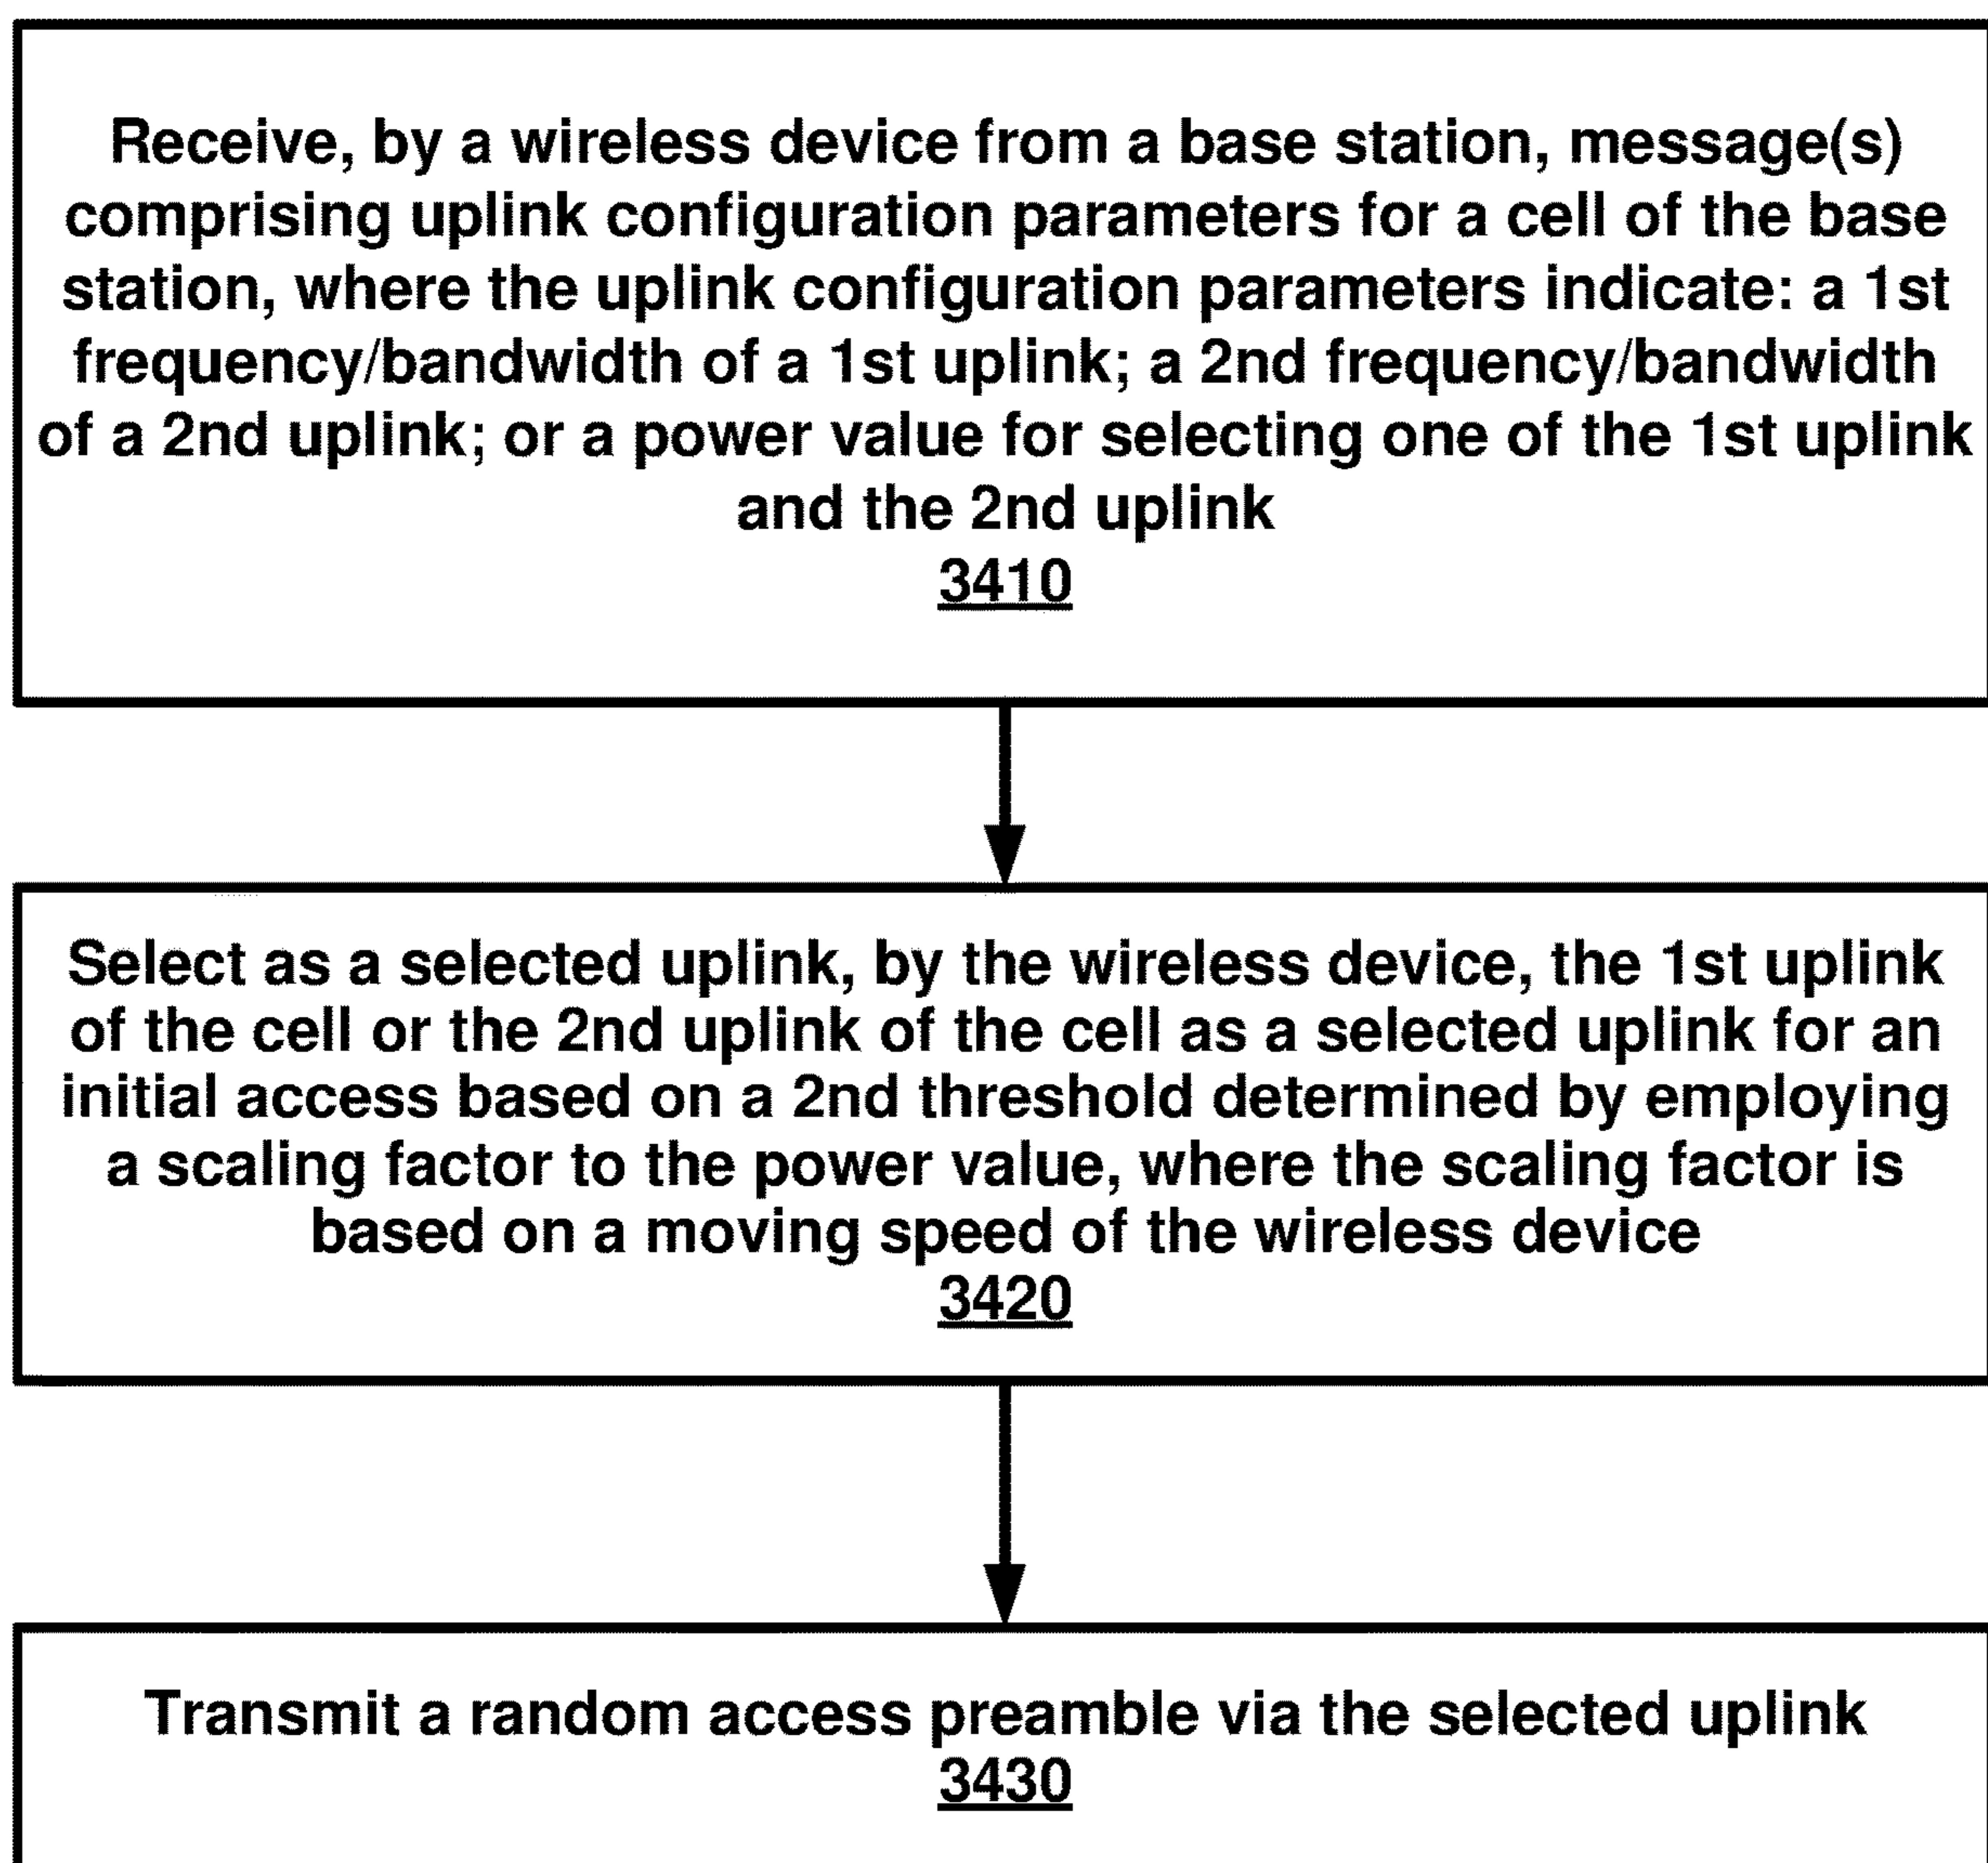 Receive, by a wireless device from a base station, message(s)
comprising uplink configuration parameters for a cell of the base
station, where the uplink configuration parameters indicate: a 1st
frequency/bandwidth of a 1st uplink; a 2nd frequency/bandwidth
of a 2nd uplink; or a power value for selecting one of the 1st uplink
and the 2nd uplink
3410
Select as a selected uplink, by the wireless device, the 1st uplink
of the cell or the 2nd uplink of the cell as a selected uplink for an
initial access based on a 2nd threshold determined by employing
a scaling factor to the power value, where the scaling factor is
based on a moving speed of the wireless device
3420
Transmit a random access preamble via the selected uplink
3430